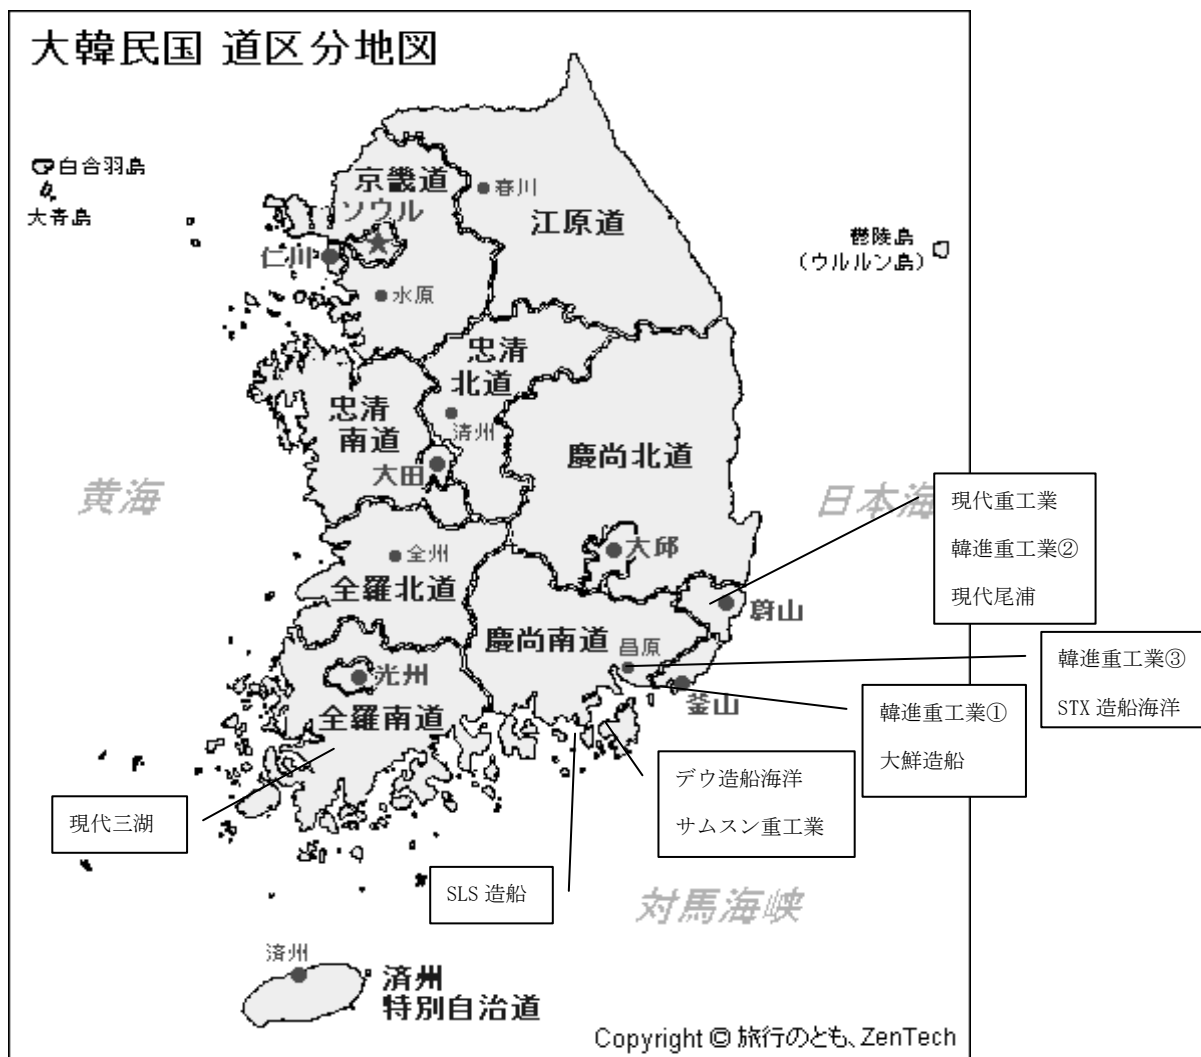 大韓民国 道区分地図
白合羽島
大青島
京畿道
ソウル
仁川
水原
春川
江原道
鬱陵島
(ウルルン島)
忠清
北道
済州
忠清
南道
大田
慶尚北道
黄海
日本海
現代重工業
韓進重工業②
現代尾浦
大邱
全州
全羅北道
蔚山
慶尚南道
昌原
韓進重工業③
STX 造船海洋
光州
全羅南道
釜山
韓進重工業①
大鮮造船
デウ造船海洋
サムスン重工業
現代三湖
SLS 造船
対馬海峡
済州
済州
特別自治道
Copyright © 旅行のとも、ZenTech